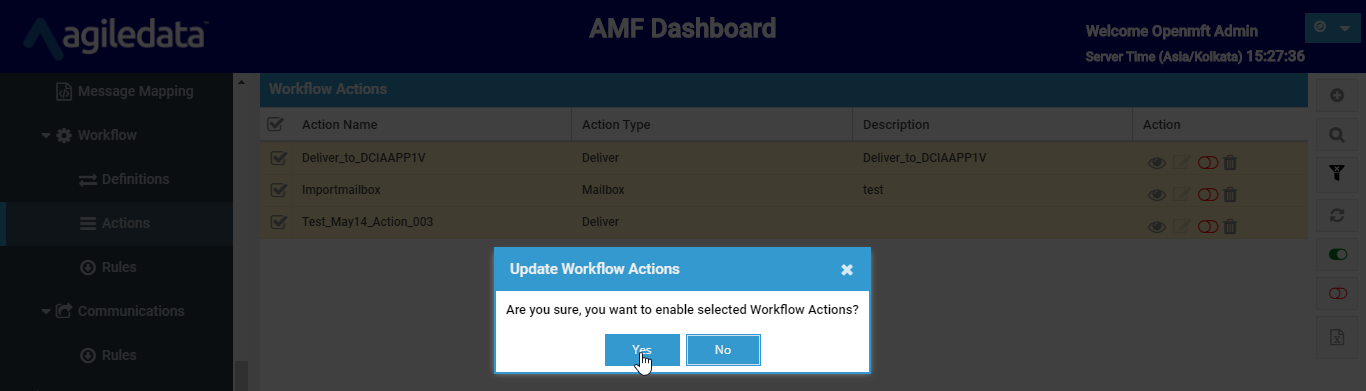 agiledata
AMF Dashboard
Welcome Openmft Admin
Server Time (Asia/Kolkata) 15:27:36
Message Mapping
Workflow
Definitions
Actions
Rules
Communications
Rules
Workflow Actions
Action Name Action Type Description Action
Deliver_to_DCIAAPP1V Deliver Deliver_to_DCIAAPP1V
Importmailbox Mailbox test
Test_May14_Action_003 Deliver
Update Workflow Actions
Are you sure, you want to enable selected Workflow Actions?
Yes No